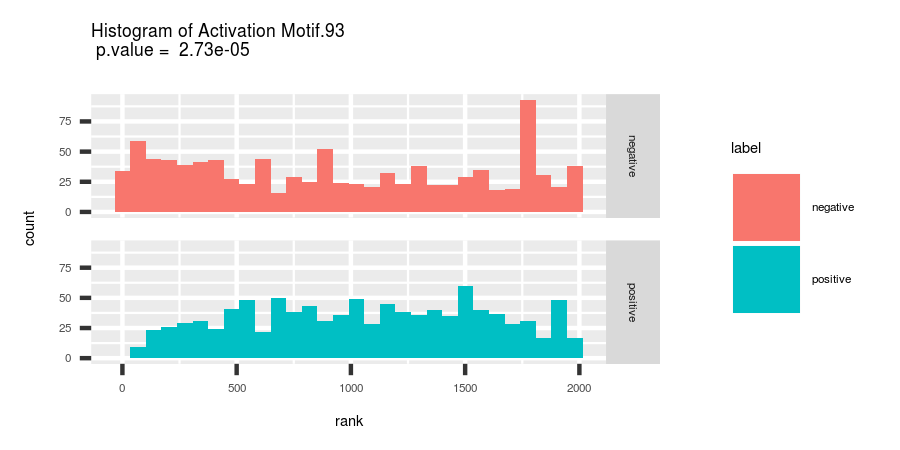 Histogram of Activation Motif.93
p.value = 2.73e-05
count
75
50
25
0
negative
75
50
25
0
positive
0 500 1000 1500 2000
rank
label
negative
positive